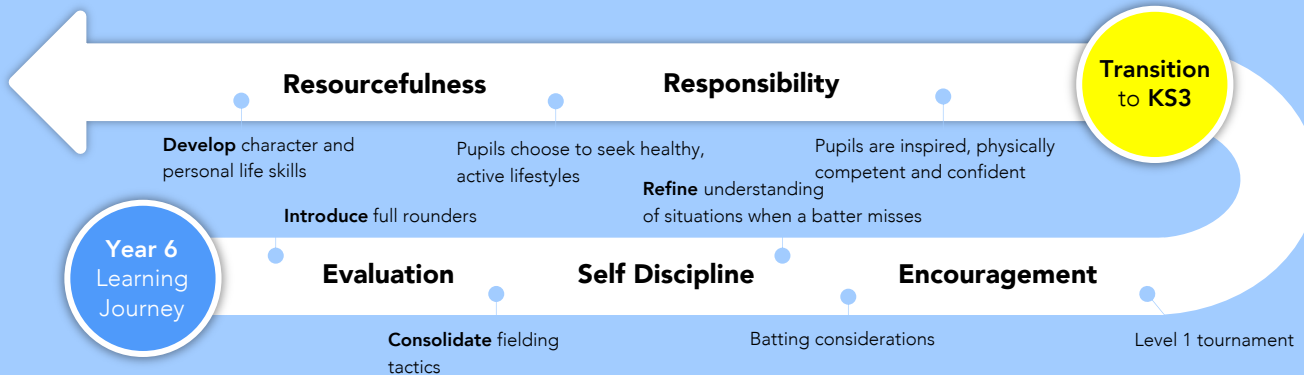 Resourcefulness
Responsibility
Transition
to KS3
Develop character and
personal life skills
Pupils choose to seek healthy,
active lifestyles
Pupils are inspired, physically
competent and confident
Refine understanding
of situations when a batter misses
Introduce full rounders
Year 6
Learning
Journey
Evaluation
Self Discipline
Encouragement
Consolidate fielding
tactics
Batting considerations
Level 1 tournament